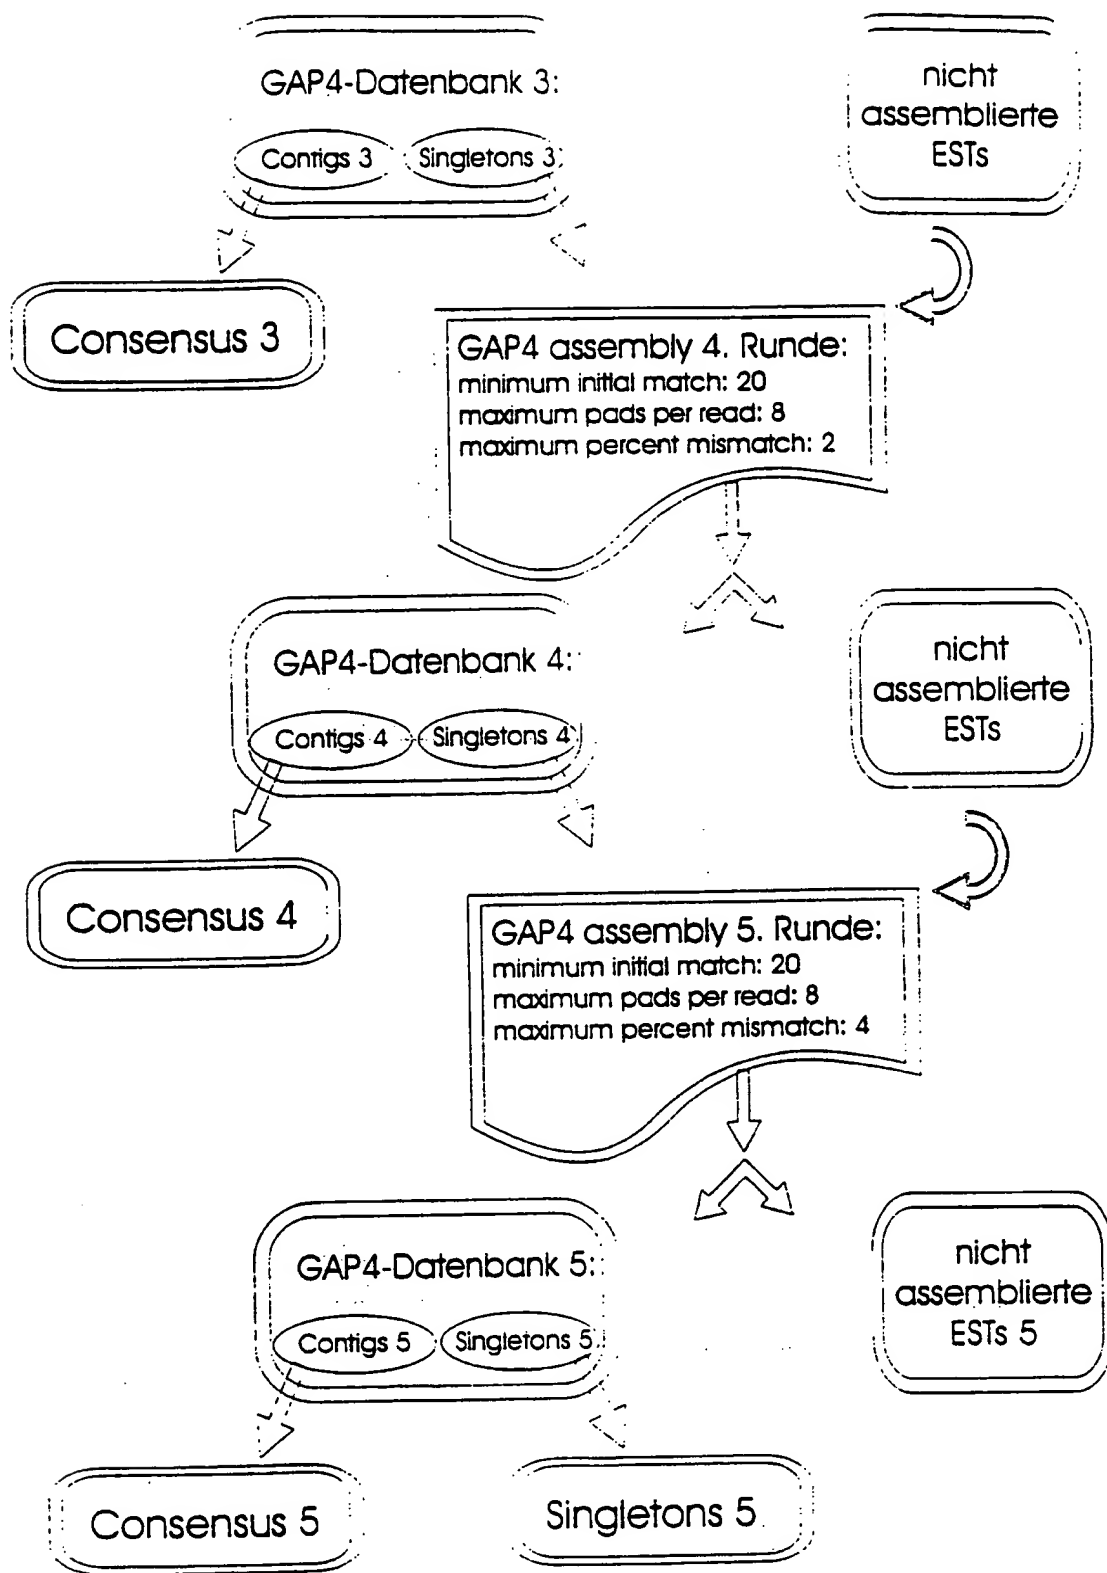 GAP4-Datenbank 3:
Contigs 3
Singletons 3
nicht
assemblierte
ESTs
Consensus 3
GAP4 assembly 4. Runde:
minimum initial match: 20
maximum pads per read: 8
maximum percent mismatch: 2
GAP4-Datenbank 4:
Contigs 4
Singletons 4
nicht
assemblierte
ESTs
Consensus 4
GAP4 assembly 5. Runde:
minimum initial match: 20
maximum pads per read: 8
maximum percent mismatch: 4
GAP4-Datenbank 5:
Contigs 5
Singletons 5
nicht
assemblierte
ESTs 5
Consensus 5
Singletons 5